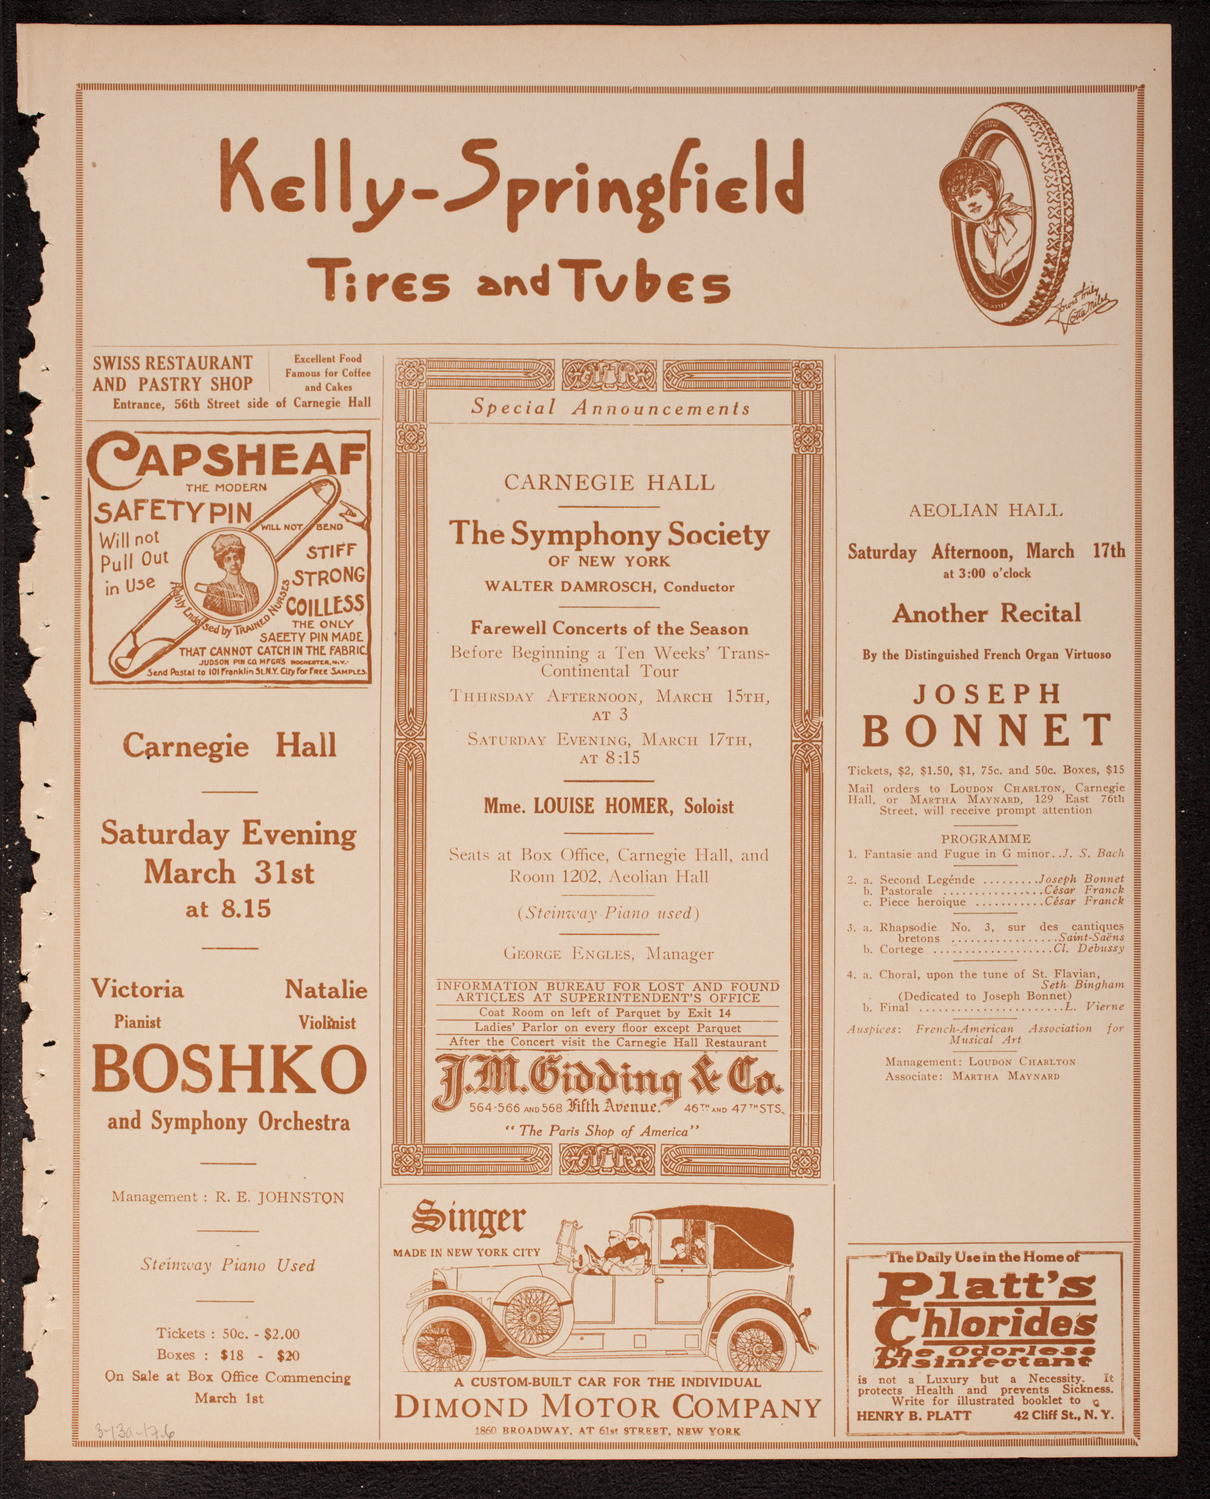 Kelly-Springfield
Tires and Tubes
Yours truly
Lotta Miles
SWISS RESTAURANT
AND PASTRY SHOP
Excellent Food
Famous for Coffee
and Cakes
Entrance, 56th Street side of Carnegie Hall
CAPSHEAF
THE MODERN
SAFETY PIN
WILL NOT BEND
Will not
Pull Out
in Use
STIFF
STRONG
COILLESS
Highly Endorsed by TRAINED NURSES
THE ONLY
SAFETY PIN MADE
THAT CANNOT CATCH IN THE FABRIC
JUDSON PIN CO. MFGRS ROCHESTER, N.Y.
Send Postal to 101 Franklin St. N.Y. City for FREE SAMPLES.
Carnegie Hall
Saturday Evening
March 31st
at 8.15
Victoria Natalie
Pianist Violinist
BOSHKO
and Symphony Orchestra
Management : R. E. JOHNSTON
Steinway Piano Used
Tickets : 50c. - $2.00
Boxes : $18 - $20
On Sale at Box Office Commencing
March 1st
3-13a-17.6
Special Announcements
CARNEGIE HALL
The Symphony Society
OF NEW YORK
WALTER DAMROSCH, Conductor
Farewell Concerts of the Season
Before Beginning a Ten Weeks' Trans-
Continental Tour
THHRSDAY AFTERNOON, MARCH 15TH,
AT 3
SATURDAY EVENING, MARCH 17TH,
AT 8:15
Mme. LOUISE HOMER, Soloist
Seats at Box Office, Carnegie Hall, and
Room 1202, Aeolian Hall
(Steinway Piano used)
GEORGE ENGLES, Manager
INFORMATION BUREAU FOR LOST AND FOUND
ARTICLES AT SUPERINTENDENT'S OFFICE
Coat Room on left of Parquet by Exit 14
Ladies' Parlor on every floor except Parquet
After the Concert visit the Carnegie Hall Restaurant
J.M. Gidding & Co.
564-566 AND 568 Fifth Avenue. 46TH AND 47TH STS.
"The Paris Shop of America"
Singer
MADE IN NEW YORK CITY
A CUSTOM-BUILT CAR FOR THE INDIVIDUAL
DIMOND MOTOR COMPANY
1860 BROADWAY, AT 61st STREET, NEW YORK
AEOLIAN HALL
Saturday Afternoon, March 17th
at 3:00 o'clock
Another Recital
By the Distinguished French Organ Virtuoso
JOSEPH
BONNET
Tickets, $2, $1.50, $1, 75c. and 50c. Boxes, $15
Mail orders to LOUDON CHARLTON, Carnegie
Hall, or MARTHA MAYNARD, 129 East 76th
Street, will receive prompt attention
PROGRAMME
1. Fantasie and Fugue in G minor..J. S. Bach
2. a. Second Legénde .........Joseph Bonnet
b. Pastorale ................César Franck
c. Piece heroique ...........César Franck
3. a. Rhapsodie No. 3, sur des cantiques
bretons .................Saint-Saëns
b. Cortege ...................Cl. Debussy
4. a. Choral, upon the tune of St. Flavian,
Seth Bingham
(Dedicated to Joseph Bonnet)
b. Final ......................L. Vierne
Auspices: French-American Association for
Musical Art
Management: LOUDON CHARLTON
Associate: MARTHA MAYNARD
The Daily Use in the Home of
Platt's
Chlorides
The Odorless
Disinfectant
is not a Luxury but a Necessity. It
protects Health and prevents Sickness.
Write for illustrated booklet to
HENRY B. PLATT 42 Cliff St., N. Y.